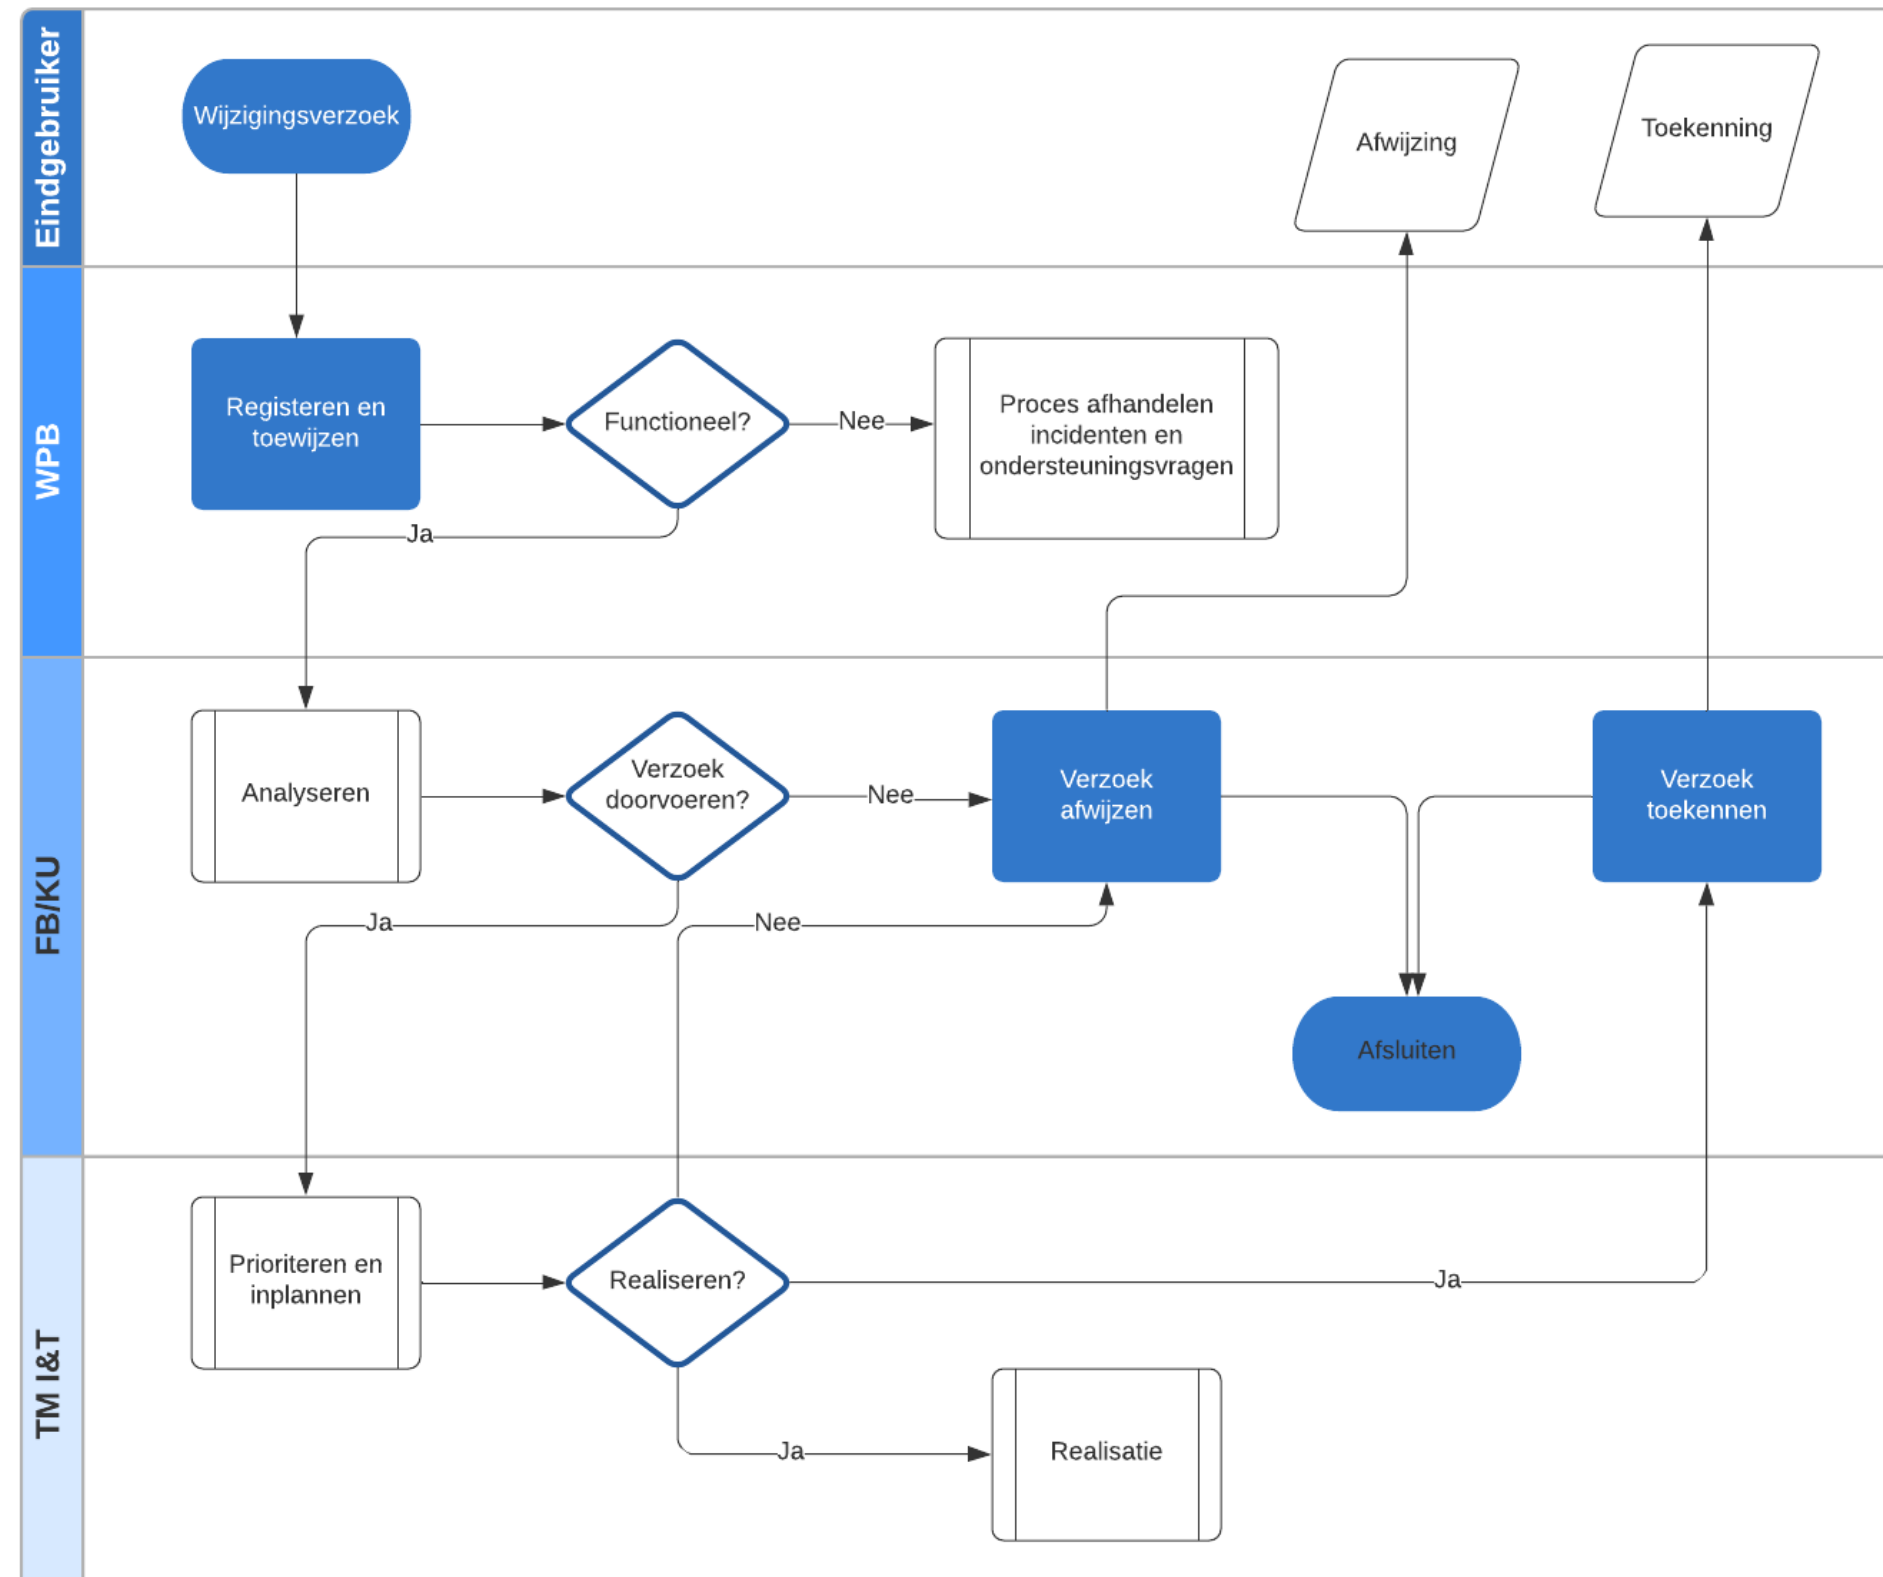 Eindgebruiker
Wijzigingsverzoek
Afwijzing
Toekenning
WPB
Registeren en
toewijzen
Functioneel?
Nee
Proces afhandelen
incidenten en
ondersteuningsvragen
Ja
FB/KU
Analyseren
Verzoek
doorvoeren?
Nee
Verzoek
afwijzen
Verzoek
toekennen
Ja
Nee
Afsluiten
TM I&T
Prioriteren en
inplannen
Realiseren?
Ja
Ja
Realisatie